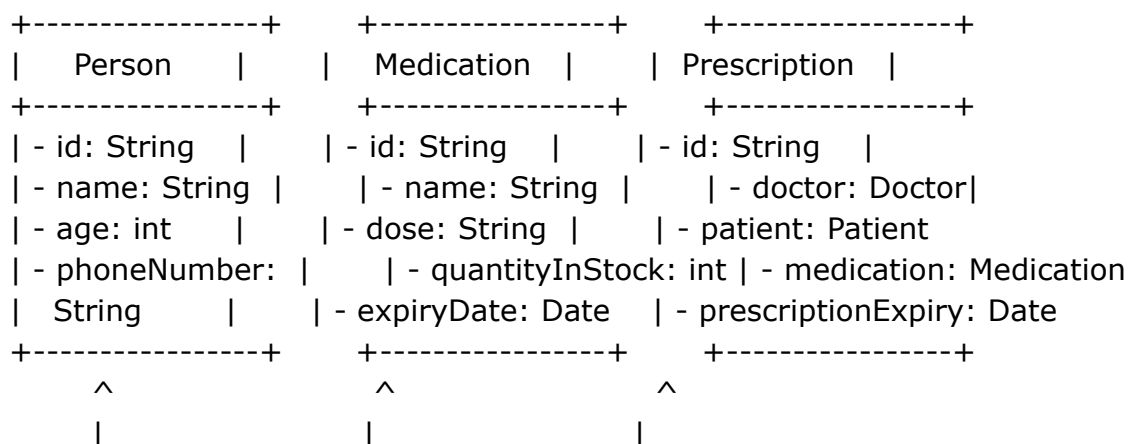 +-----------------+      +-----------------+      +-----------------+
|    Person     |     |   Medication   |     |  Prescription   |
+-----------------+      +-----------------+      +-----------------+
| - id: String    |      | - id: String    |      | - id: String    |
| - name: String  |      | - name: String  |      | - doctor: Doctor|
| - age: int      |      | - dose: String  |      | - patient: Patient
| - phoneNumber:  |      | - quantityInStock: int | - medication: Medication
|   String        |      | - expiryDate: Date   | - prescriptionExpiry: Date
+-----------------+      +-----------------+      +-----------------+
^                  ^                  ^
|                  |                  |